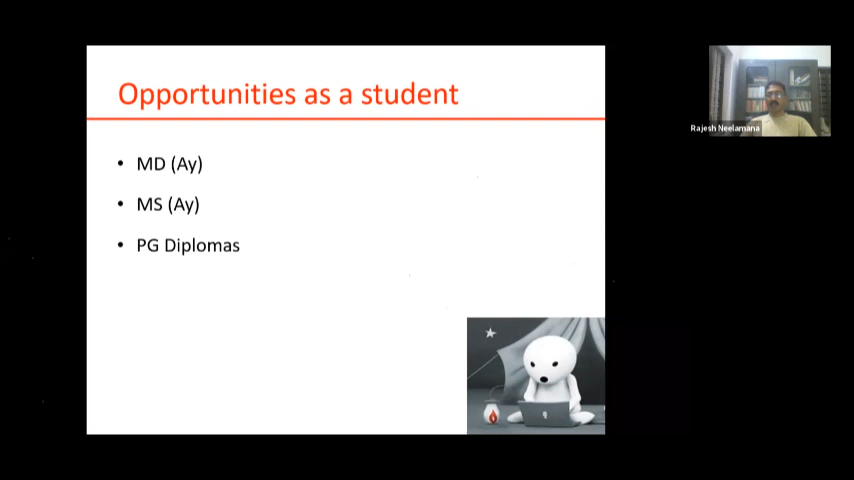 Opportunities as a student
• MD (Ay)
• MS (Ay)
• PG Diplomas
Rajesh Neelamana